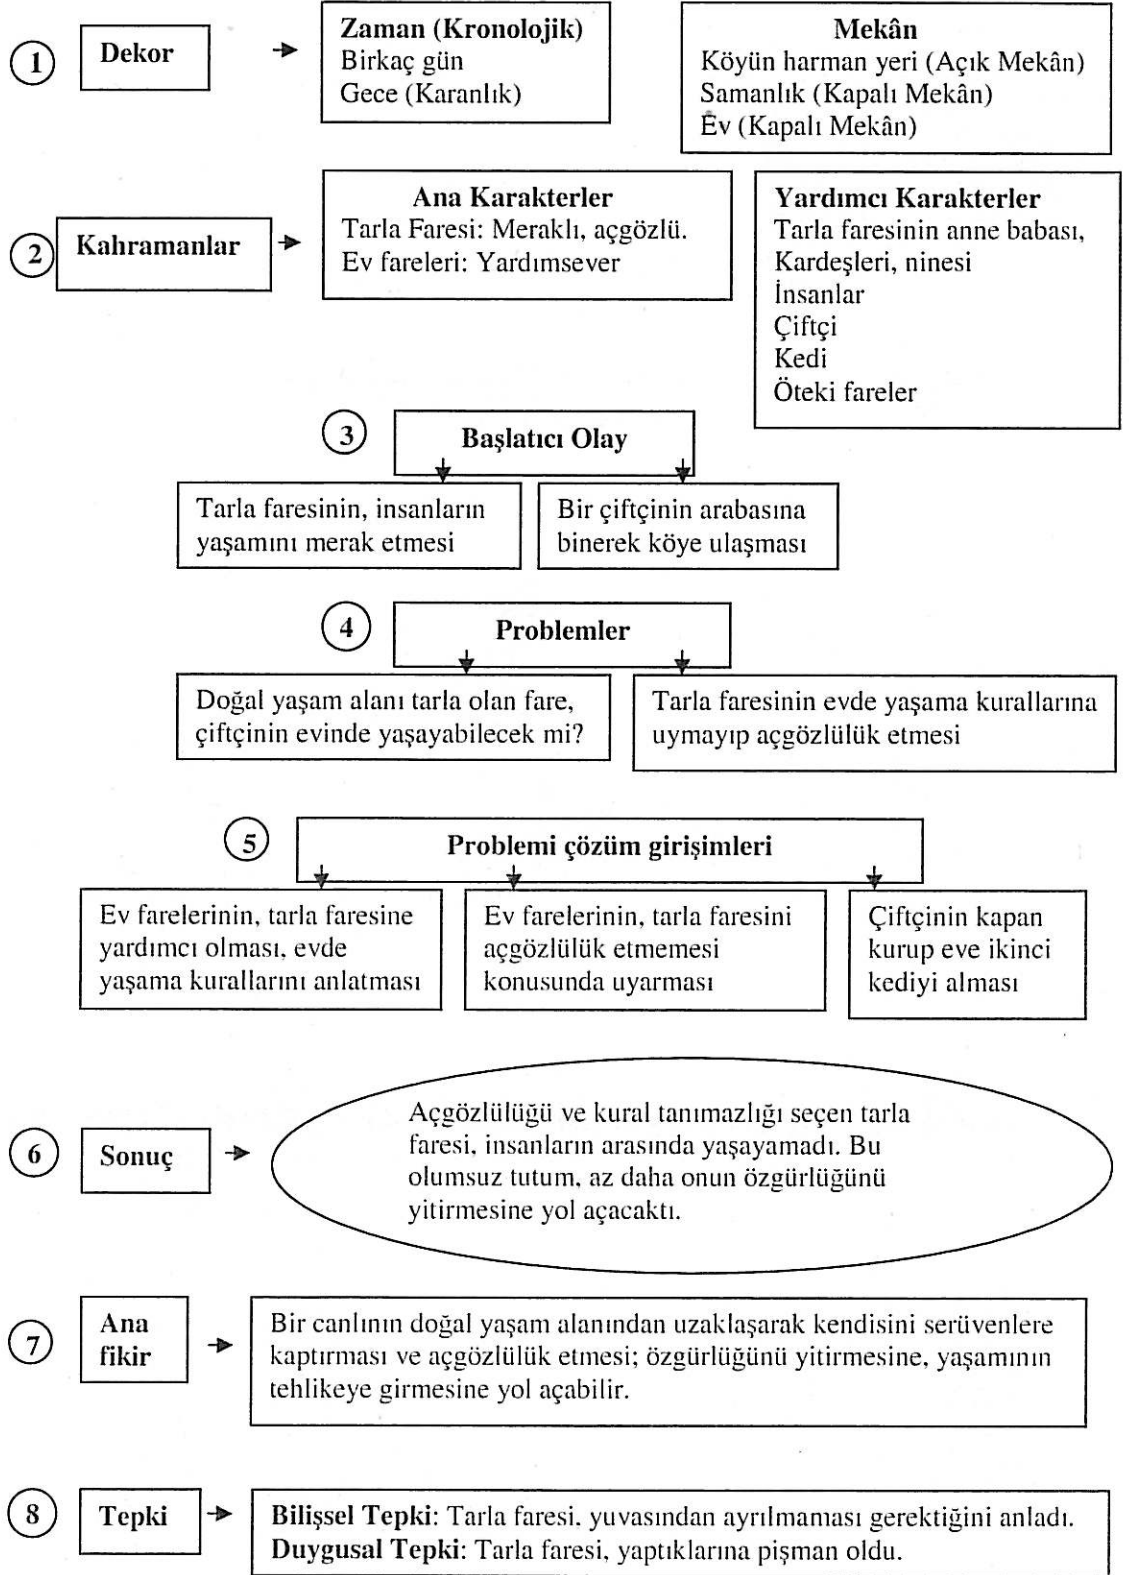 1
Dekor
Zaman (Kronolojik)
Birkaç gün
Gece (Karanlık)
Mekân
Köyün harman yeri (Açık Mekân)
Samanlık (Kapalı Mekân)
Ev (Kapalı Mekân)
2
Kahramanlar
Ana Karakterler
Tarla Faresi: Meraklı, açgözlü.
Ev fareleri: Yardımsever
Yardımcı Karakterler
Tarla faresinin anne babası,
Kardeşleri, ninesi
İnsanlar
Çiftçi
Kedi
Öteki fareler
3
Başlatıcı Olay
Tarla faresinin, insanların
yaşamını merak etmesi
Bir çiftçinin arabasına
binerek köye ulaşması
4
Problemler
Doğal yaşam alanı tarla olan fare,
çiftçinin evinde yaşayabilecek mi?
Tarla faresinin evde yaşama kurallarına
uymayıp açgözlülük etmesi
5
Problemi çözüm girişimleri
Ev farelerinin, tarla faresine
yardımcı olması, evde
yaşama kurallarını anlatması
Ev farelerinin, tarla faresini
açgözlülük etmemesi
konusunda uyarması
Çiftçinin kapan
kurup eve ikinci
kediyi alması
6
Sonuç
Açgözlülüğü ve kural tanımazlığı seçen tarla
faresi, insanların arasında yaşayamadı. Bu
olumsuz tutum, az daha onun özgürlüğünü
yitirmesine yol açacaktı.
7
Ana
fikir
Bir canlının doğal yaşam alanından uzaklaşarak kendisini serüvenlere
kaptırması ve açgözlülük etmesi; özgürlüğünü yitirmesine, yaşamının
tehlikeye girmesine yol açabilir.
8
Tepki
Bilişsel Tepki: Tarla faresi. yuvasından ayrılmaması gerektiğini anladı.
Duygusal Tepki: Tarla faresi, yaptıklarına pişman oldu.